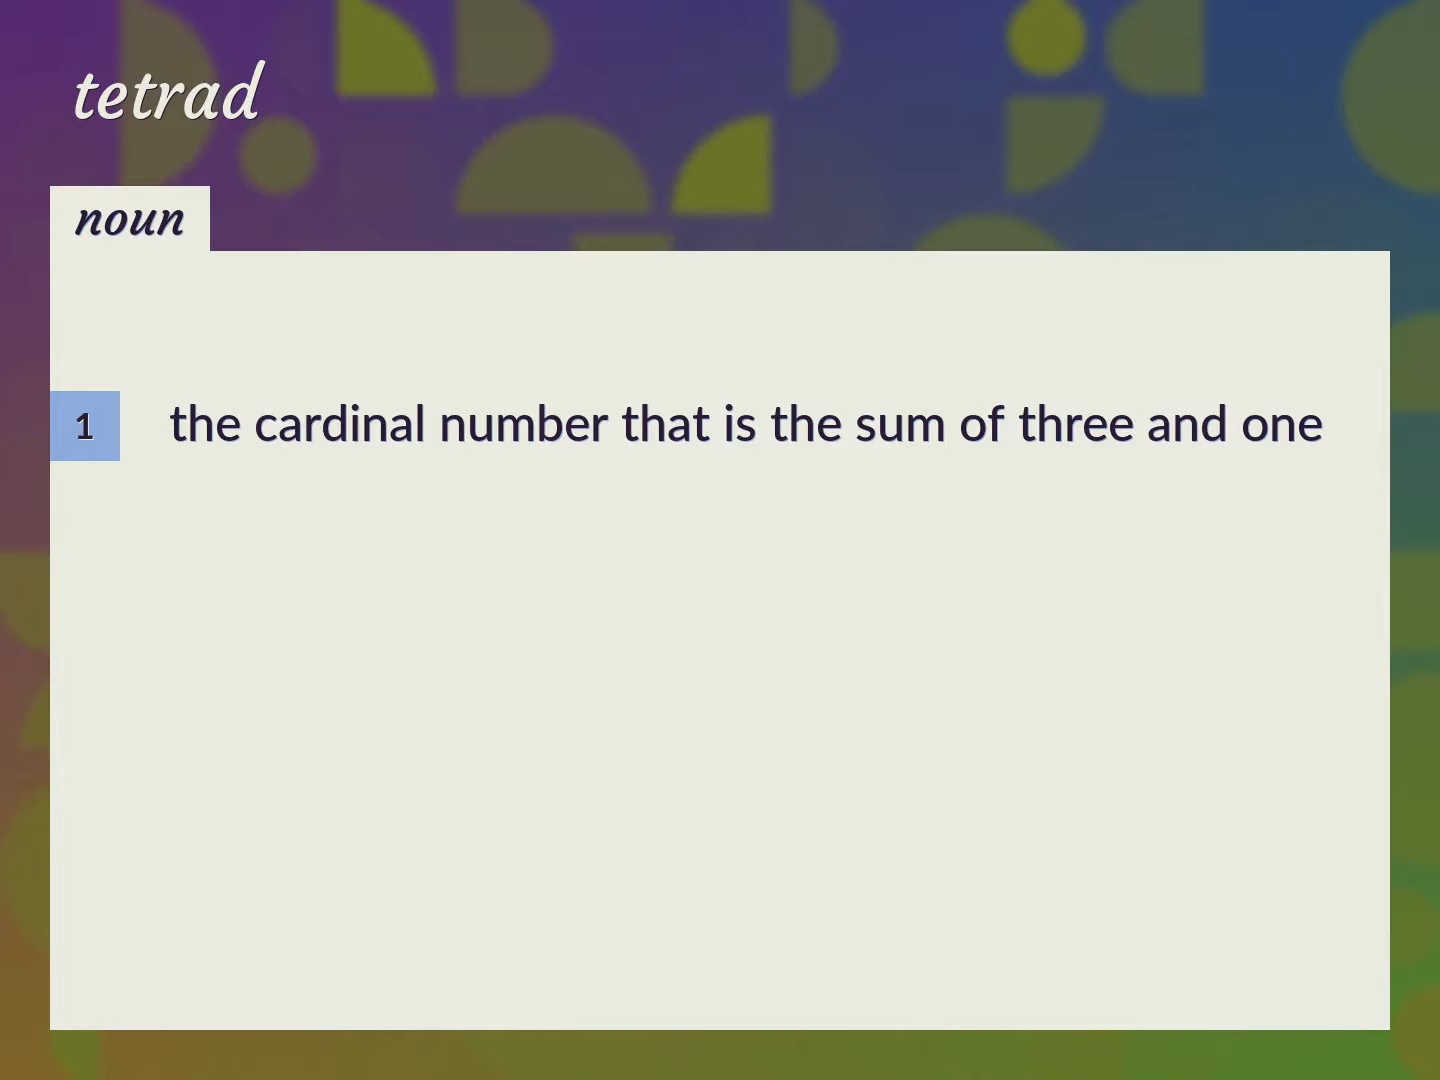 tetrad
noun
1 the cardinal number that is the sum of three and one